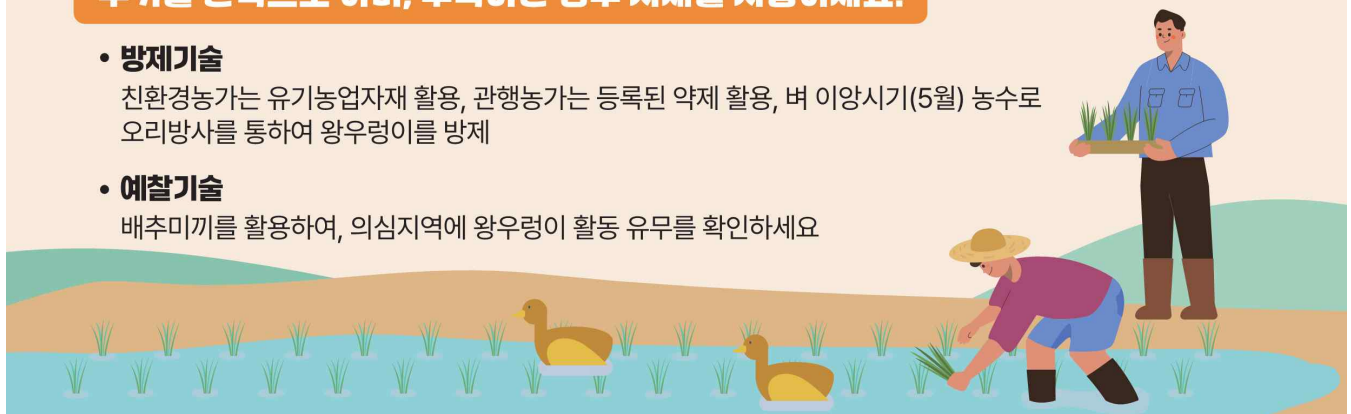 • 방제기술
친환경농가는 유기농업자재 활용, 관행농가는 등록된 약제 활용, 벼 이앙시기(5월) 농수로
오리방사를 통하여 왕우렁이를 방제
• 예찰기술
배추미끼를 활용하여, 의심지역에 왕우렁이 활동 유무를 확인하세요